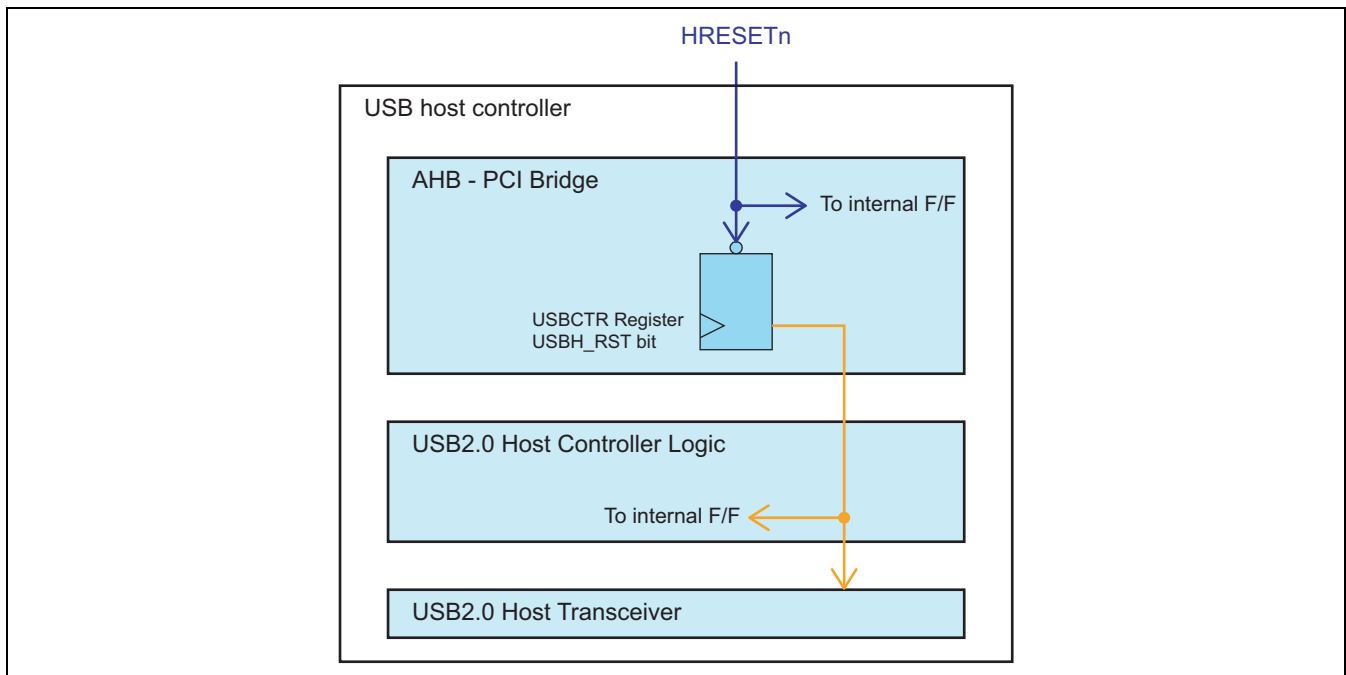 HRESETn
USB host controller
AHB - PCI Bridge
To internal F/F
USBCTR Register
USBH_RST bit
USB2.0 Host Controller Logic
To internal F/F
USB2.0 Host Transceiver